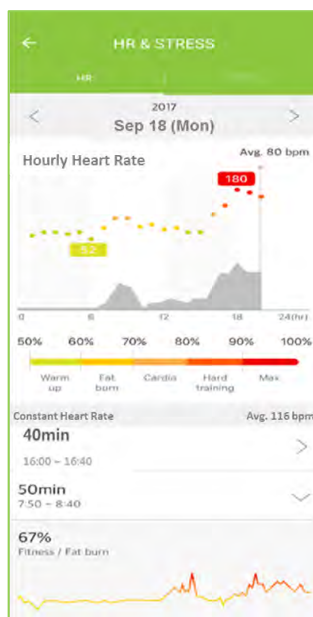 HR & STRESS
HR
2017
Sep 18 (Mon)
Avg. 80 bpm
Hourly Heart Rate
180
52
0 6 12 18 24(hr)
50% 60% 70% 80% 90% 100%
Warm up
Fat burn
Cardio
Hard training
Max
Constant Heart Rate Avg. 116 bpm
40min
16:00 ~ 16:40
50min
7:50 ~ 8:40
67%
Fitness / Fat burn